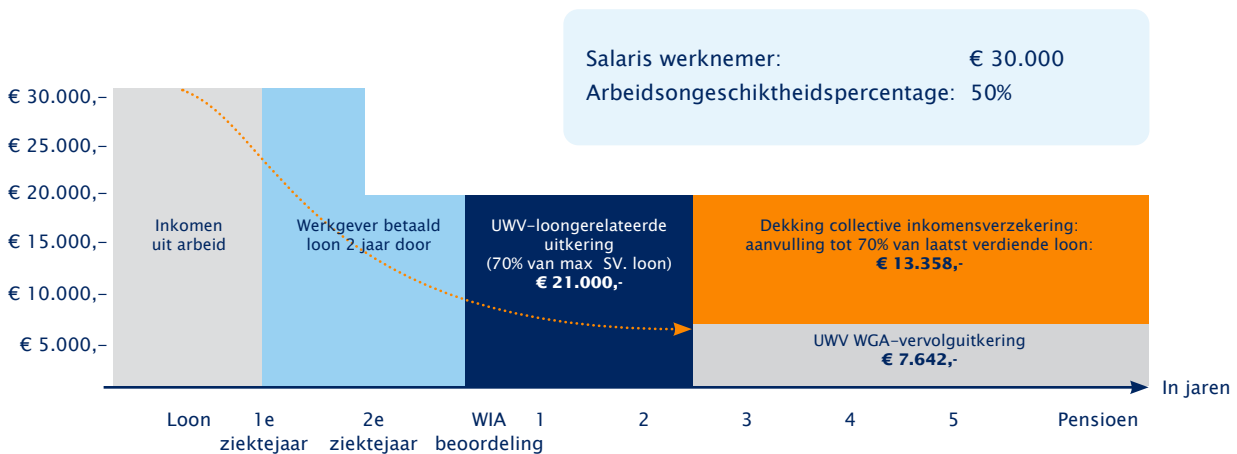 Salaris werknemer: € 30.000
Arbeidsongeschiktheidspercentage: 50%
€ 30.000,–
€ 25.000,–
€ 20.000,–
€ 15.000,–
€ 10.000,–
€ 5.000,–
Inkomen
uit arbeid
Werkgever betaald
loon 2 jaar door
UWV–loongerelateerde
uitkering
(70% van max SV. loon)
€ 21.000,-
Dekking collective inkomensverzekering:
aanvulling tot 70% van laatst verdiende loon:
€ 13.358,-
UWV WGA–vervolguitkering
€ 7.642,-
In jaren
Loon
1e
ziektejaar
2e
ziektejaar
WIA
beoordeling
1
2
3
4
5
Pensioen